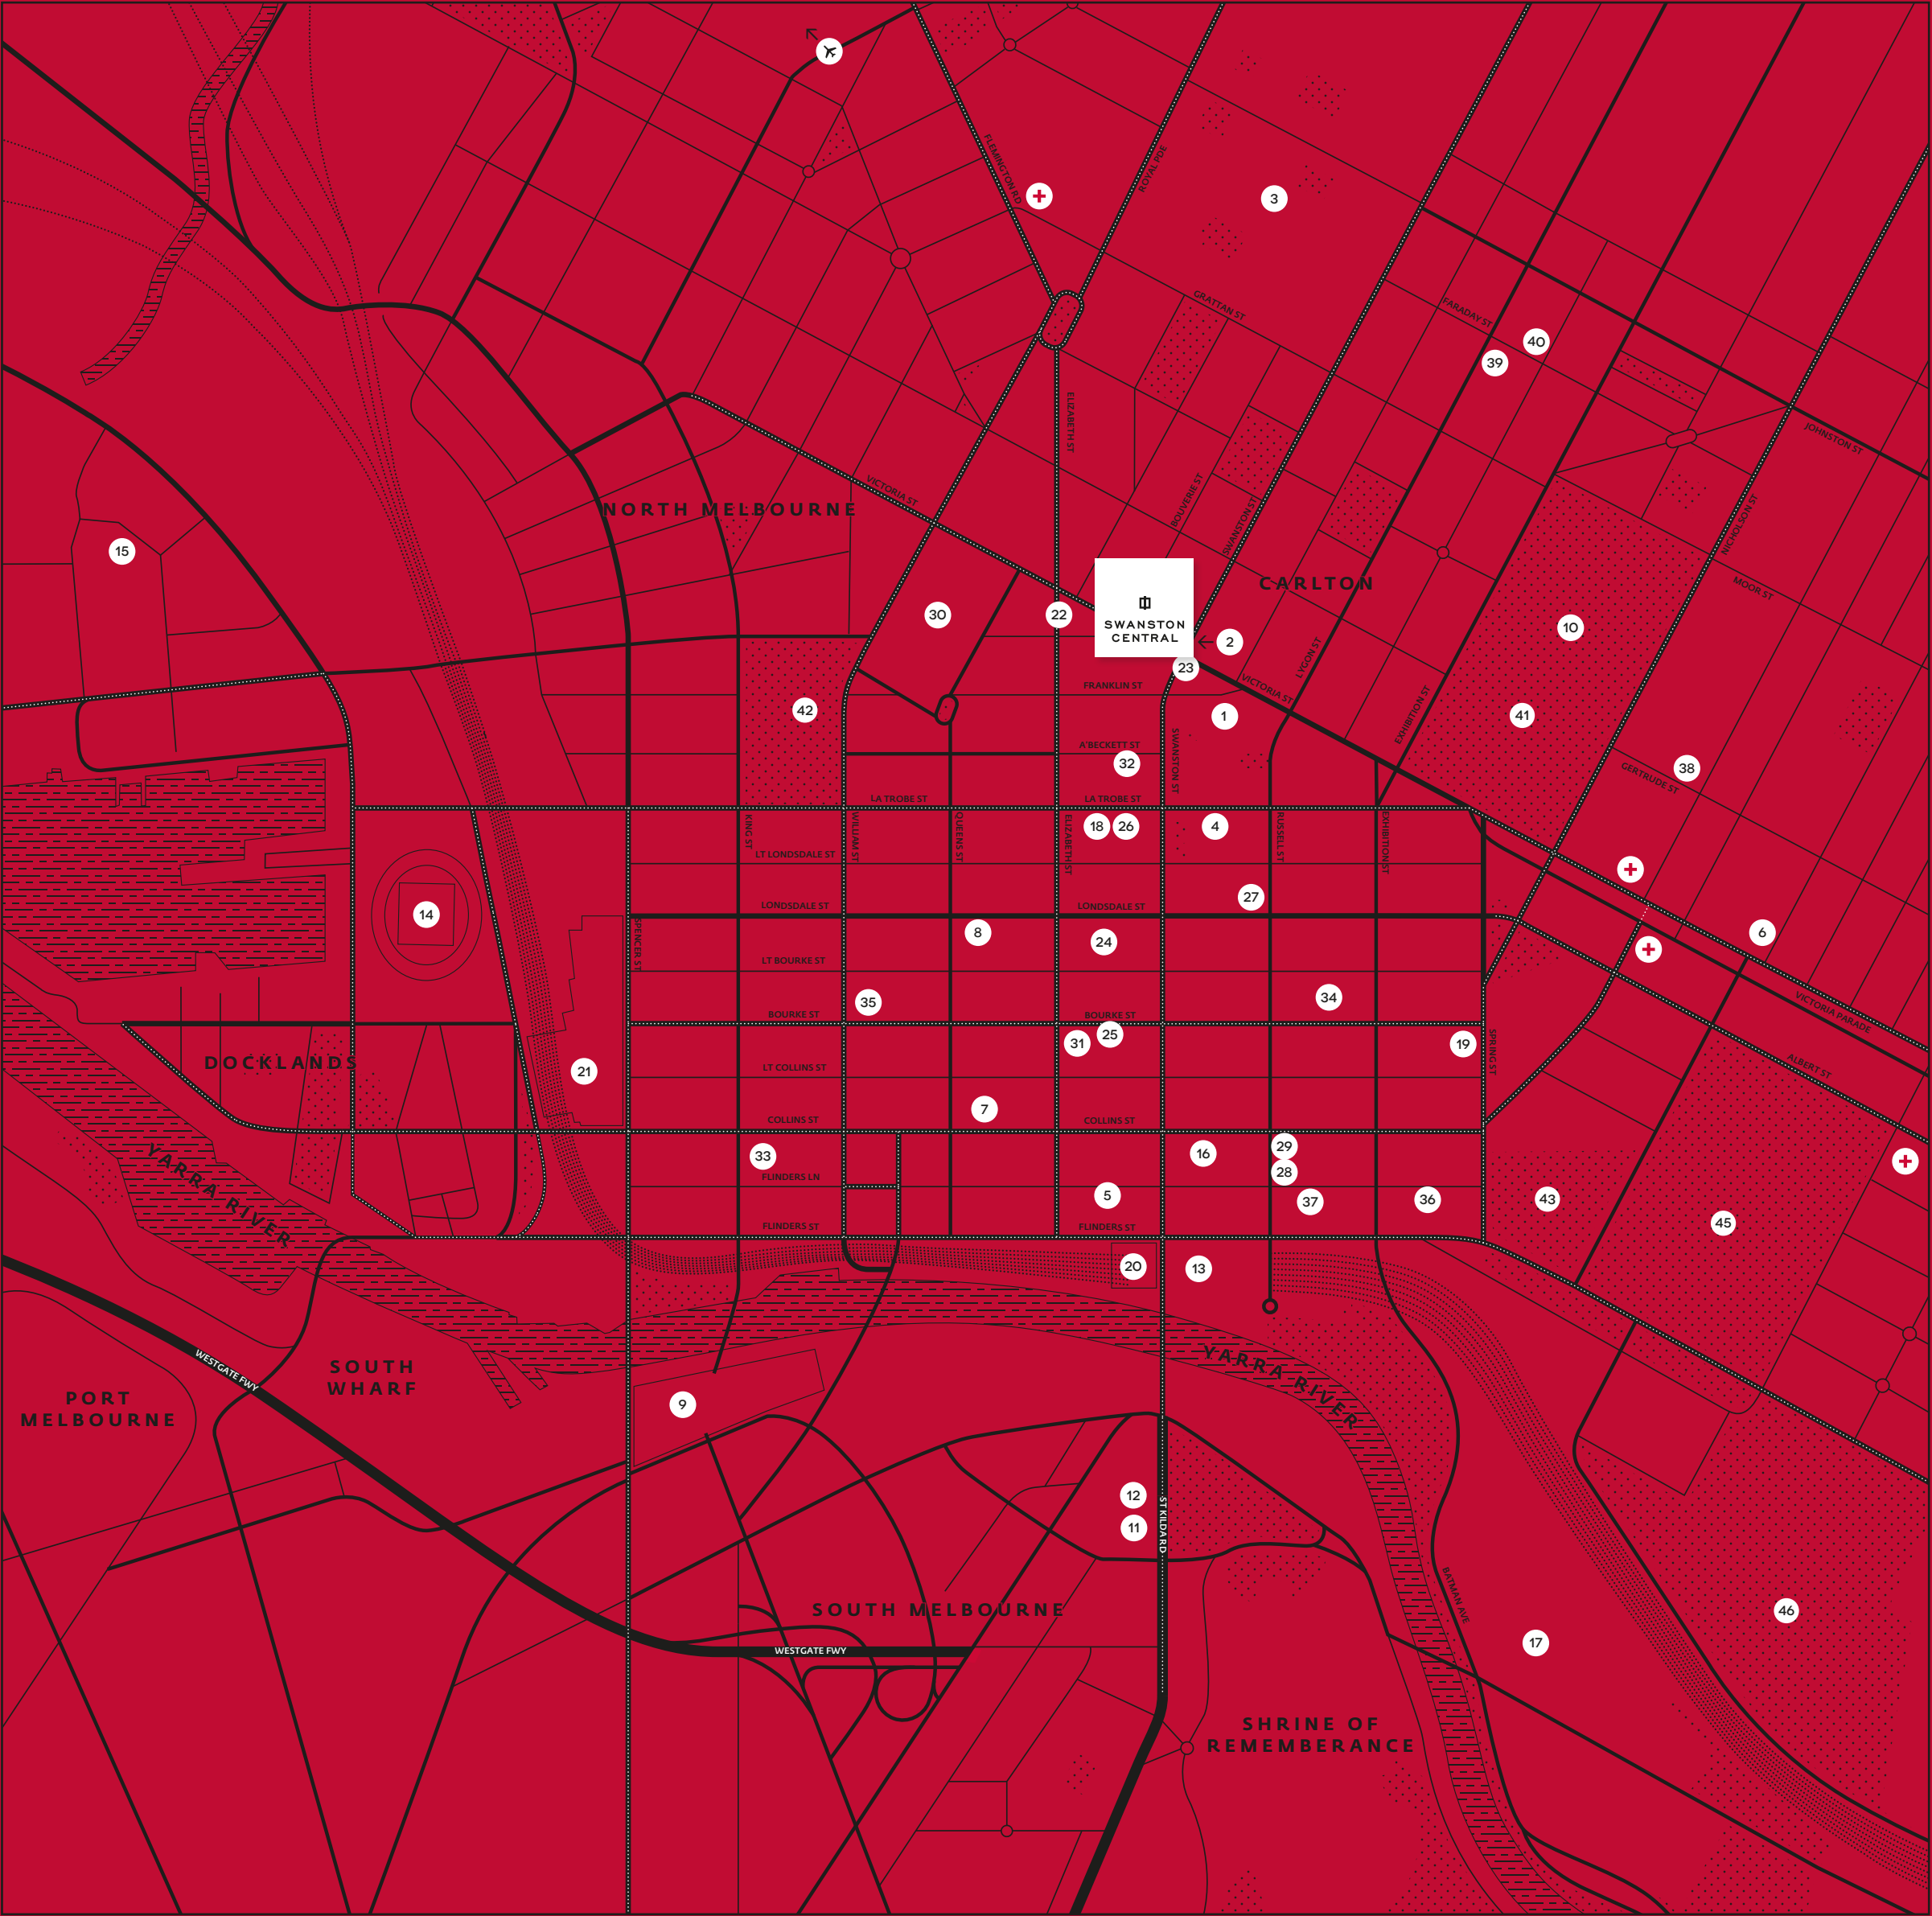 FLEMINGTON RD
ROYAL PDE
3
GRATTAN ST
FARADAY ST
40
39
ELIZABETH ST
JOHNSTON ST
VICTORIA ST
BOUVERIE ST
SWANSTON ST
NICHOLSON ST
NORTH MELBOURNE
15
CARLTON
MOOR ST
30
22
SWANSTON
CENTRAL
2
10
23
LYGON ST
FRANKLIN ST
VICTORIA ST
EXHIBITION ST
42
1
41
A'BECKETT ST
SWANSTON ST
32
38
GERTRUDE ST
LA TROBE ST
LA TROBE ST
KING ST
WILLIAM ST
QUEENS ST
ELIZABETH ST
18
26
4
RUSSELL ST
EXHIBITION ST
LT LONDSDALE ST
27
LONDSDALE ST
LONDSDALE ST
14
SPENCER ST
8
24
6
LT BOURKE ST
35
34
VICTORIA PARADE
BOURKE ST
BOURKE ST
25
31
19
SPRING ST
DOCKLANDS
21
LT COLLINS ST
ALBERT ST
7
COLLINS ST
COLLINS ST
33
16
29
28
FLINDERS LN
YARRA RIVER
5
37
36
43
45
FLINDERS ST
FLINDERS ST
20
13
WESTGATE FWY
SOUTH
WHARF
YARRA RIVER
PORT
MELBOURNE
9
12
11
ST KILDA RD
BATMAN AVE
SOUTH MELBOURNE
46
17
WESTGATE FWY
SHRINE OF
REMEMBERANCE